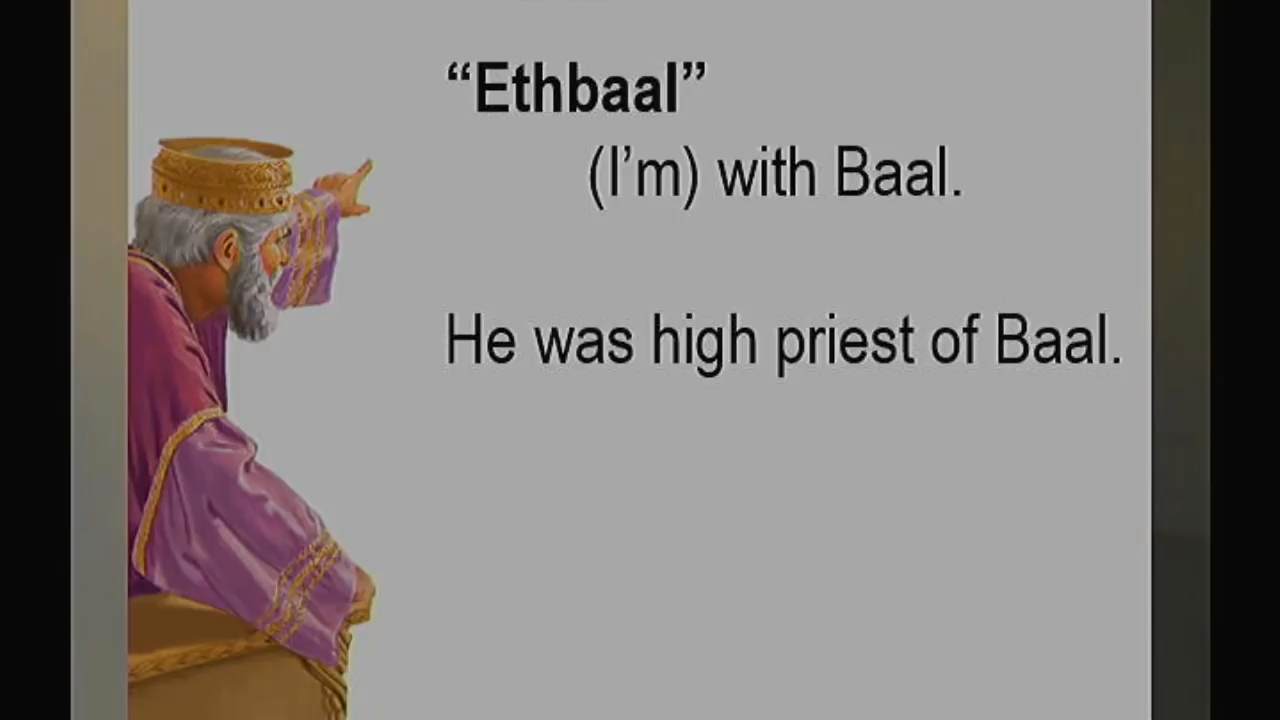 “Ethbaal”
(I’m) with Baal.
He was high priest of Baal.